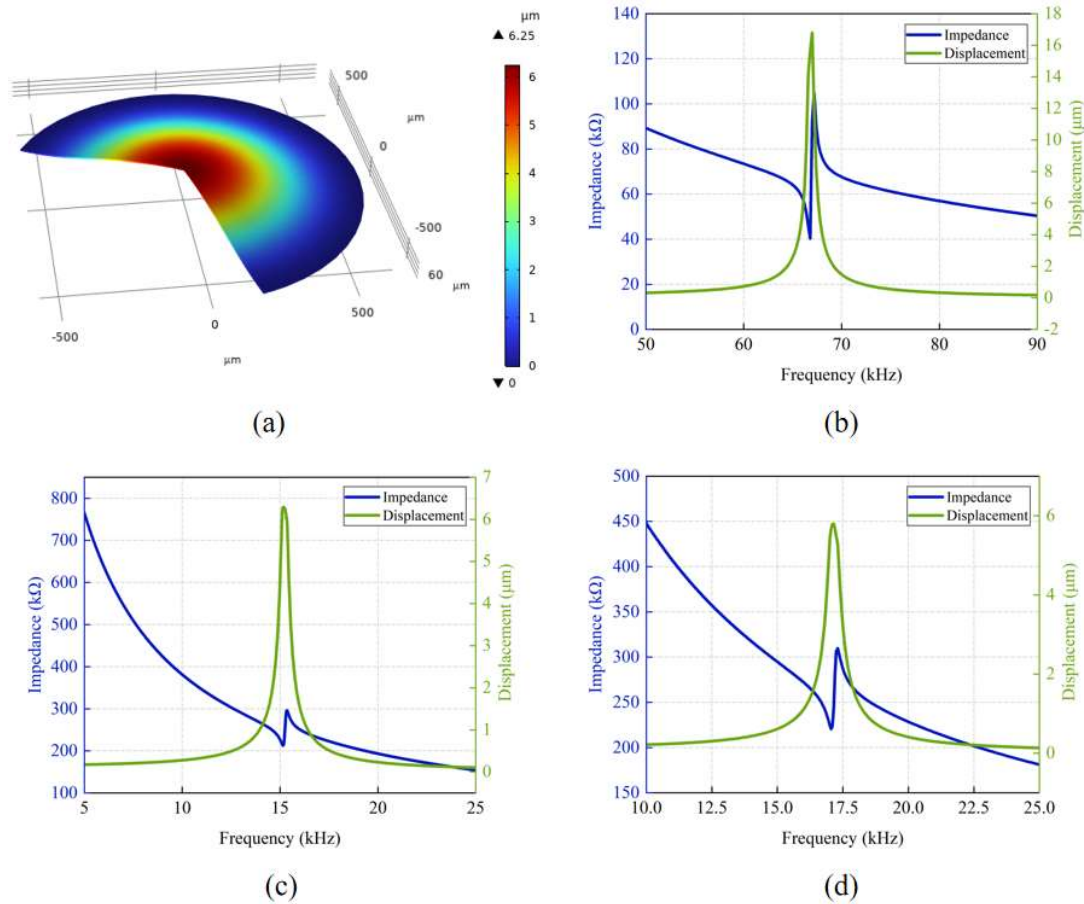 μm
▲ 6.25
6
5
4
3
2
1
0
▼ 0
μm
500
0
-500
60
μm
-500
0
500
μm
(a)
140
120
100
80
60
40
20
0
Impedance (kΩ)
Impedance
Displacement
18
16
14
12
10
8
6
4
2
0
-2
Displacement (μm)
50 60 70 80 90
Frequency (kHz)
(b)
800
700
600
500
400
300
200
100
Impedance (kΩ)
Impedance
Displacement
7
6
5
4
3
2
1
0
Displacement (μm)
5 10 15 20 25
Frequency (kHz)
(c)
500
450
400
350
300
250
200
150
Impedance (kΩ)
Impedance
Displacement
6
4
2
0
Displacement (μm)
10.0 12.5 15.0 17.5 20.0 22.5 25.0
Frequency (kHz)
(d)